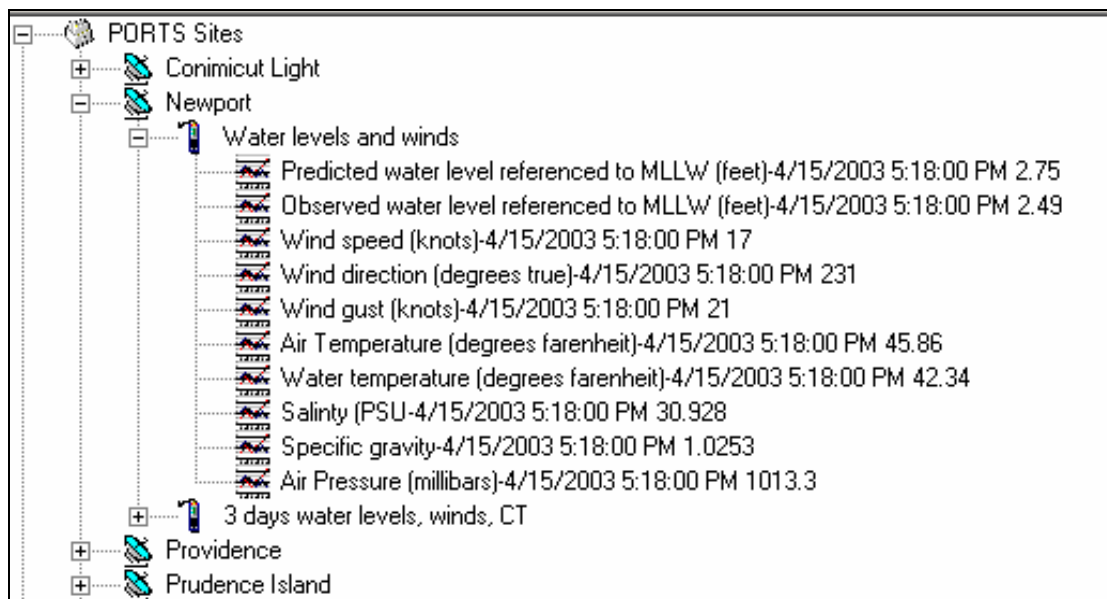 PORTS Sites
Conimicut Light
Newport
Water levels and winds
Predicted water level referenced to MLLW (feet)-4/15/2003 5:18:00 PM 2.75
Observed water level referenced to MLLW (feet)-4/15/2003 5:18:00 PM 2.49
Wind speed (knots)-4/15/2003 5:18:00 PM 17
Wind direction (degrees true)-4/15/2003 5:18:00 PM 231
Wind gust (knots)-4/15/2003 5:18:00 PM 21
Air Temperature (degrees farenheit)-4/15/2003 5:18:00 PM 45.86
Water temperature (degrees farenheit)-4/15/2003 5:18:00 PM 42.34
Salinty (PSU-4/15/2003 5:18:00 PM 30.928
Specific gravity-4/15/2003 5:18:00 PM 1.0253
Air Pressure (millibars)-4/15/2003 5:18:00 PM 1013.3
3 days water levels, winds, CT
Providence
Prudence Island